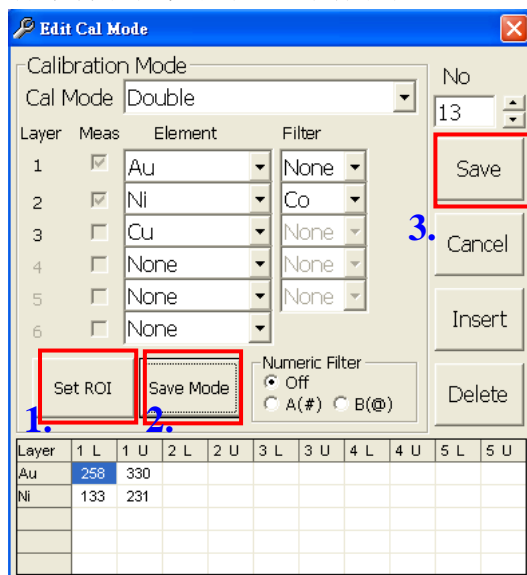 Edit Cal Mode
Calibration Mode
No
Cal Mode Double
13
Layer Meas Element Filter
1 Au None
Save
2 Ni Co
3 Cu None
3.
Cancel
4 None None
5 None None
Insert
6 None
Numeric Filter
Set ROI Save Mode Off
Delete
A(#) B(@)
1. 2.
Layer 1 L 1 U 2 L 2 U 3 L 3 U 4 L 4 U 5 L 5 U
Au 258 330
Ni 133 231